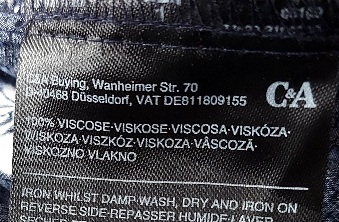 C&A Buying, Wanheimer Str. 70
D-40468 Düsseldorf, VAT DE811809155
C&A
100% VISCOSE·VISKOSE·VISCOSA·VISKÓZA·
WISKOZA·VISZKÓZ·VISKOZA·VÂSCOZĂ·
VISKOZNO VLAKNO
IRON WHILST DAMP·WASH, DRY AND IRON ON
REVERSE SIDE·REPASSER HUMIDE·LAVER